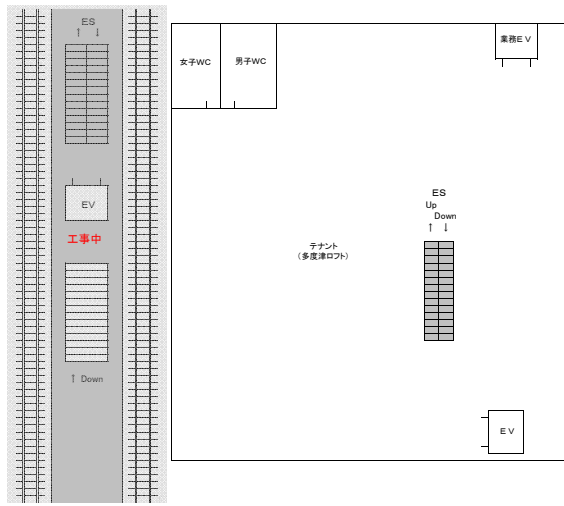 ES
↑ ↓
EV
工事中
↑ Down
女子WC
男子WC
業務EV
ES
Up
Down
↑ ↓
テナント
（多度津ロフト）
EV